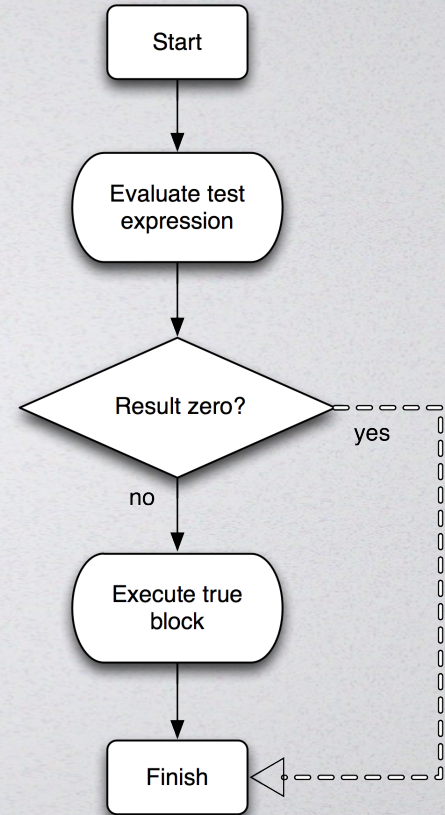 Start
Evaluate test
expression
Result zero?
yes
no
Execute true
block
Finish